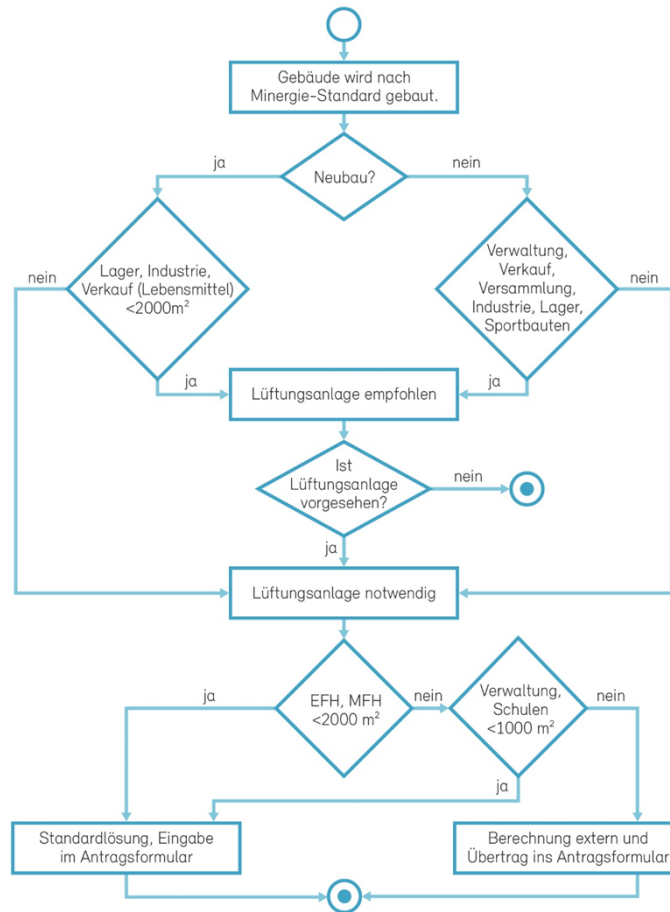 Gebäude wird nach
Minergie-Standard gebaut.
ja
Neubau?
nein
nein
Lager, Industrie,
Verkauf (Lebensmittel)
<2000m²
Verwaltung,
Verkauf,
Versammlung,
Industrie, Lager,
Sportbauten
nein
ja
Lüftungsanlage empfohlen
ja
Ist
Lüftungsanlage
vorgesehen?
nein
ja
Lüftungsanlage notwendig
ja
EFH, MFH
<2000 m²
nein
Verwaltung,
Schulen
<1000 m²
nein
ja
Standardlösung, Eingabe
im Antragsformular
Berechnung extern und
Übertrag ins Antragsformular